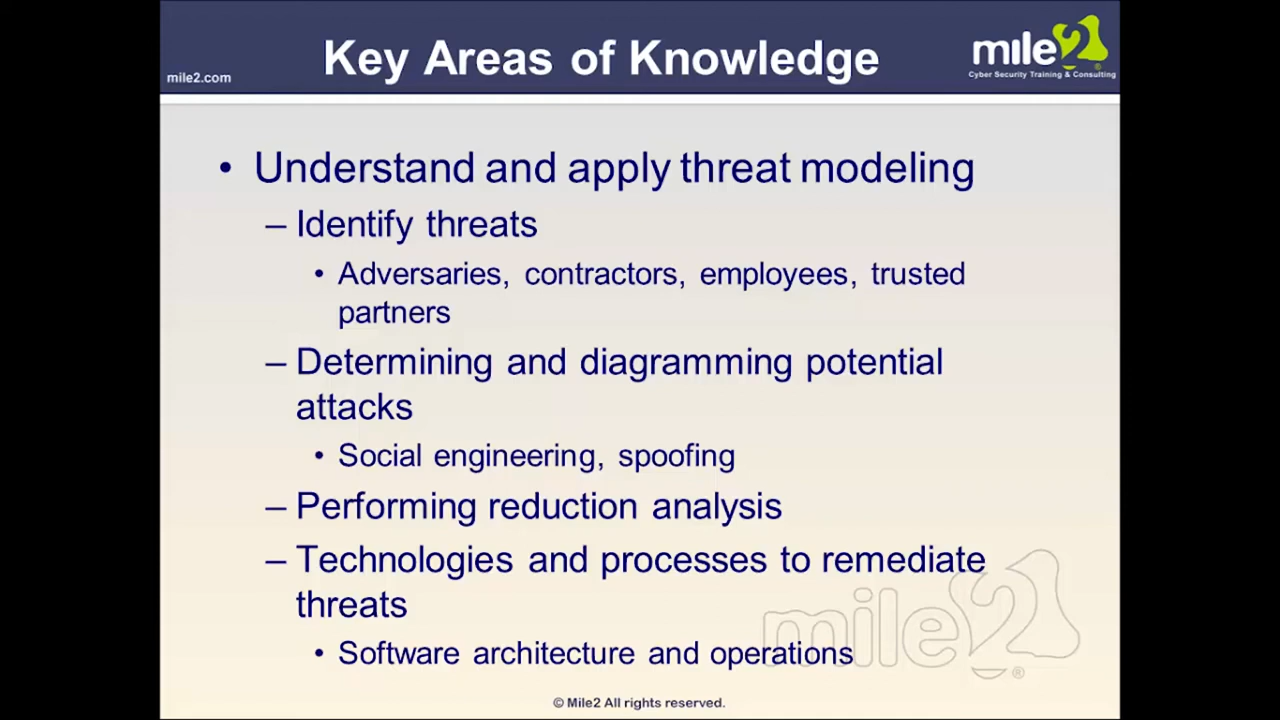 Key Areas of Knowledge
mile2.com
mile2
Cyber Security Training & Consulting
• Understand and apply threat modeling
– Identify threats
• Adversaries, contractors, employees, trusted
partners
– Determining and diagramming potential
attacks
• Social engineering, spoofing
– Performing reduction analysis
– Technologies and processes to remediate
threats
• Software architecture and operations
mile2®
© Mile2 All rights reserved.